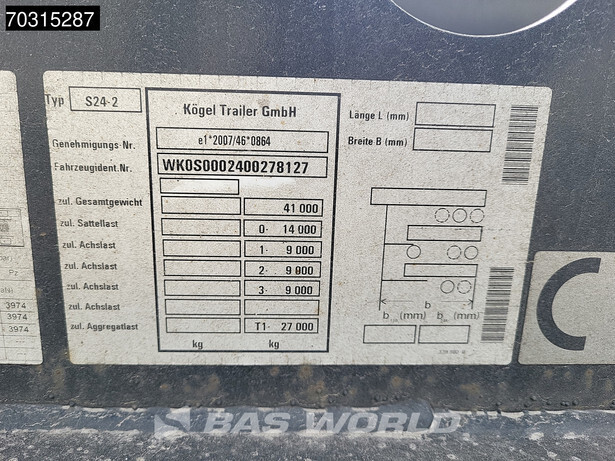 70315287
Typ S24-2
Kögel Trailer GmbH
Genehmigungs-Nr. e1*2007/46*0864
Fahrzeugident.Nr. WK0S0002400278127
zul. Gesamtgewicht 41 000
zul. Sattellast 0- 14 000
zul. Achslast 1- 9 000
zul. Achslast 2- 9 000
zul. Achslast 3- 9 000
zul. Achslast
zul. Aggregatlast T1- 27 000
kg kg
Länge L (mm)
Breite B (mm)
b
b (mm) b (mm)
C
Pz
3974
3974
3974
BAS WORLD